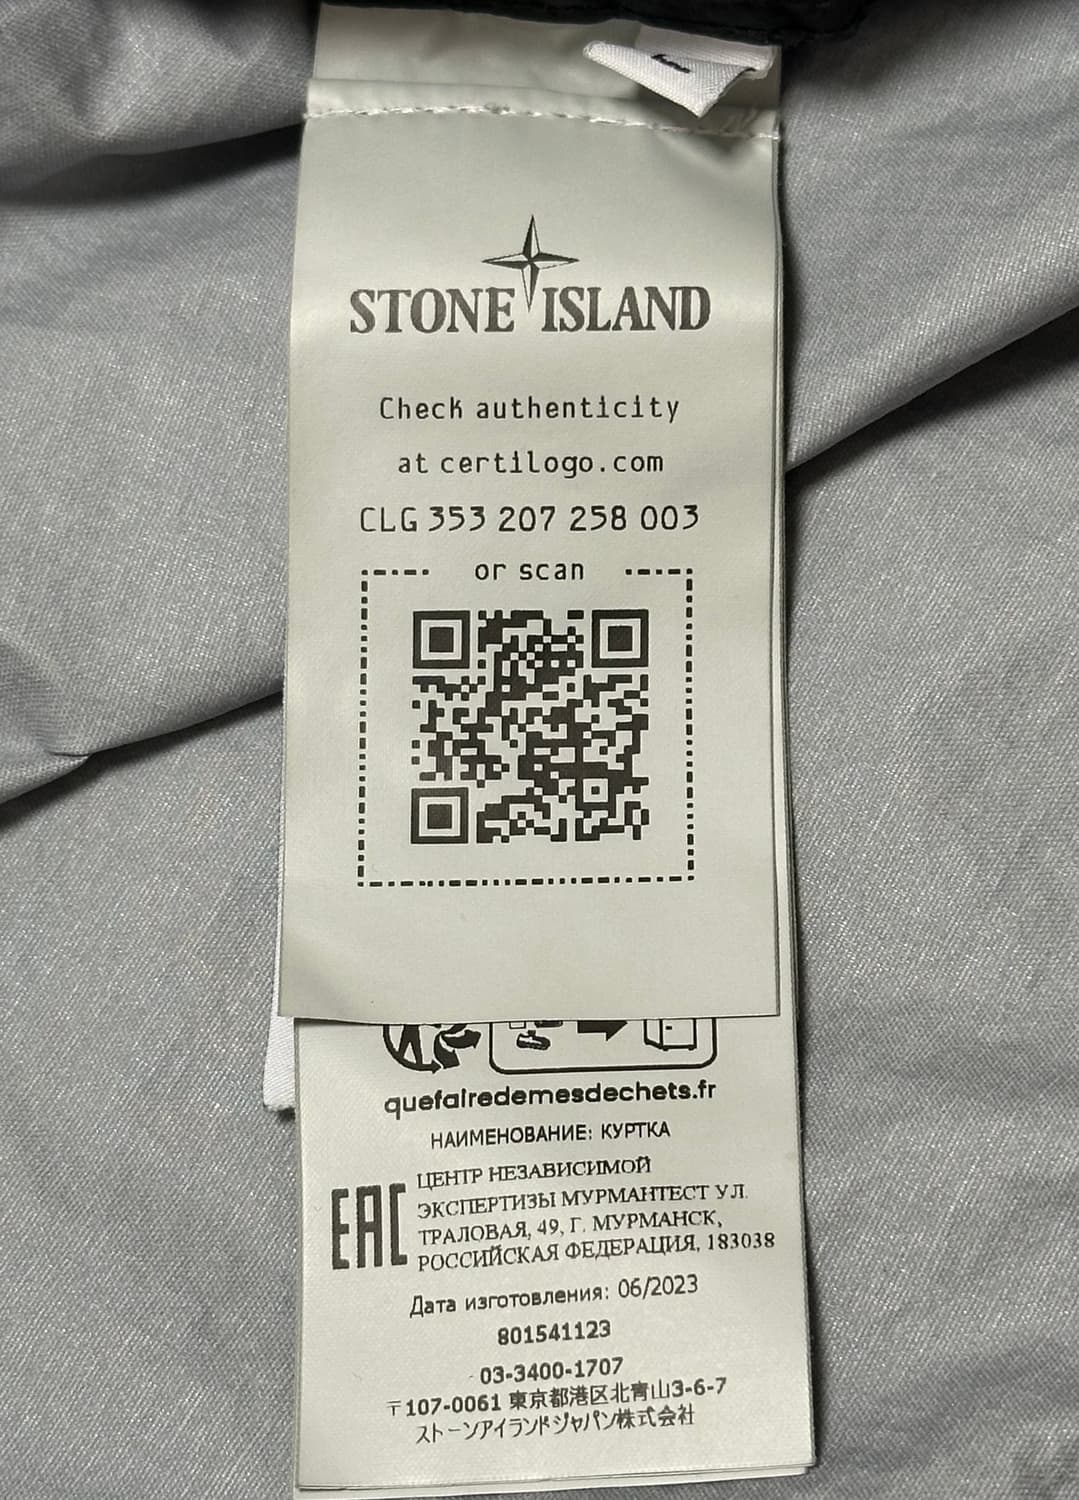 STONE ISLAND
Check authenticity
at certilogo.com
CLG 353 207 258 003
or scan
quefairedemesdechets.fr
НАИМЕНОВАНИЕ: КУРТКА
EAC
ЦЕНТР НЕЗАВИСИМОЙ
ЭКСПЕРТИЗЫ МУРМАНТЕСТ УЛ.
ТРАЛОВАЯ, 49, Г. МУРМАНСК,
РОССИЙСКАЯ ФЕДЕРАЦИЯ, 183038
Дата изготовления: 06/2023
801541123
03-3400-1707
〒107-0061 東京都港区北青山3-6-7
ストーンアイランドジャパン株式会社